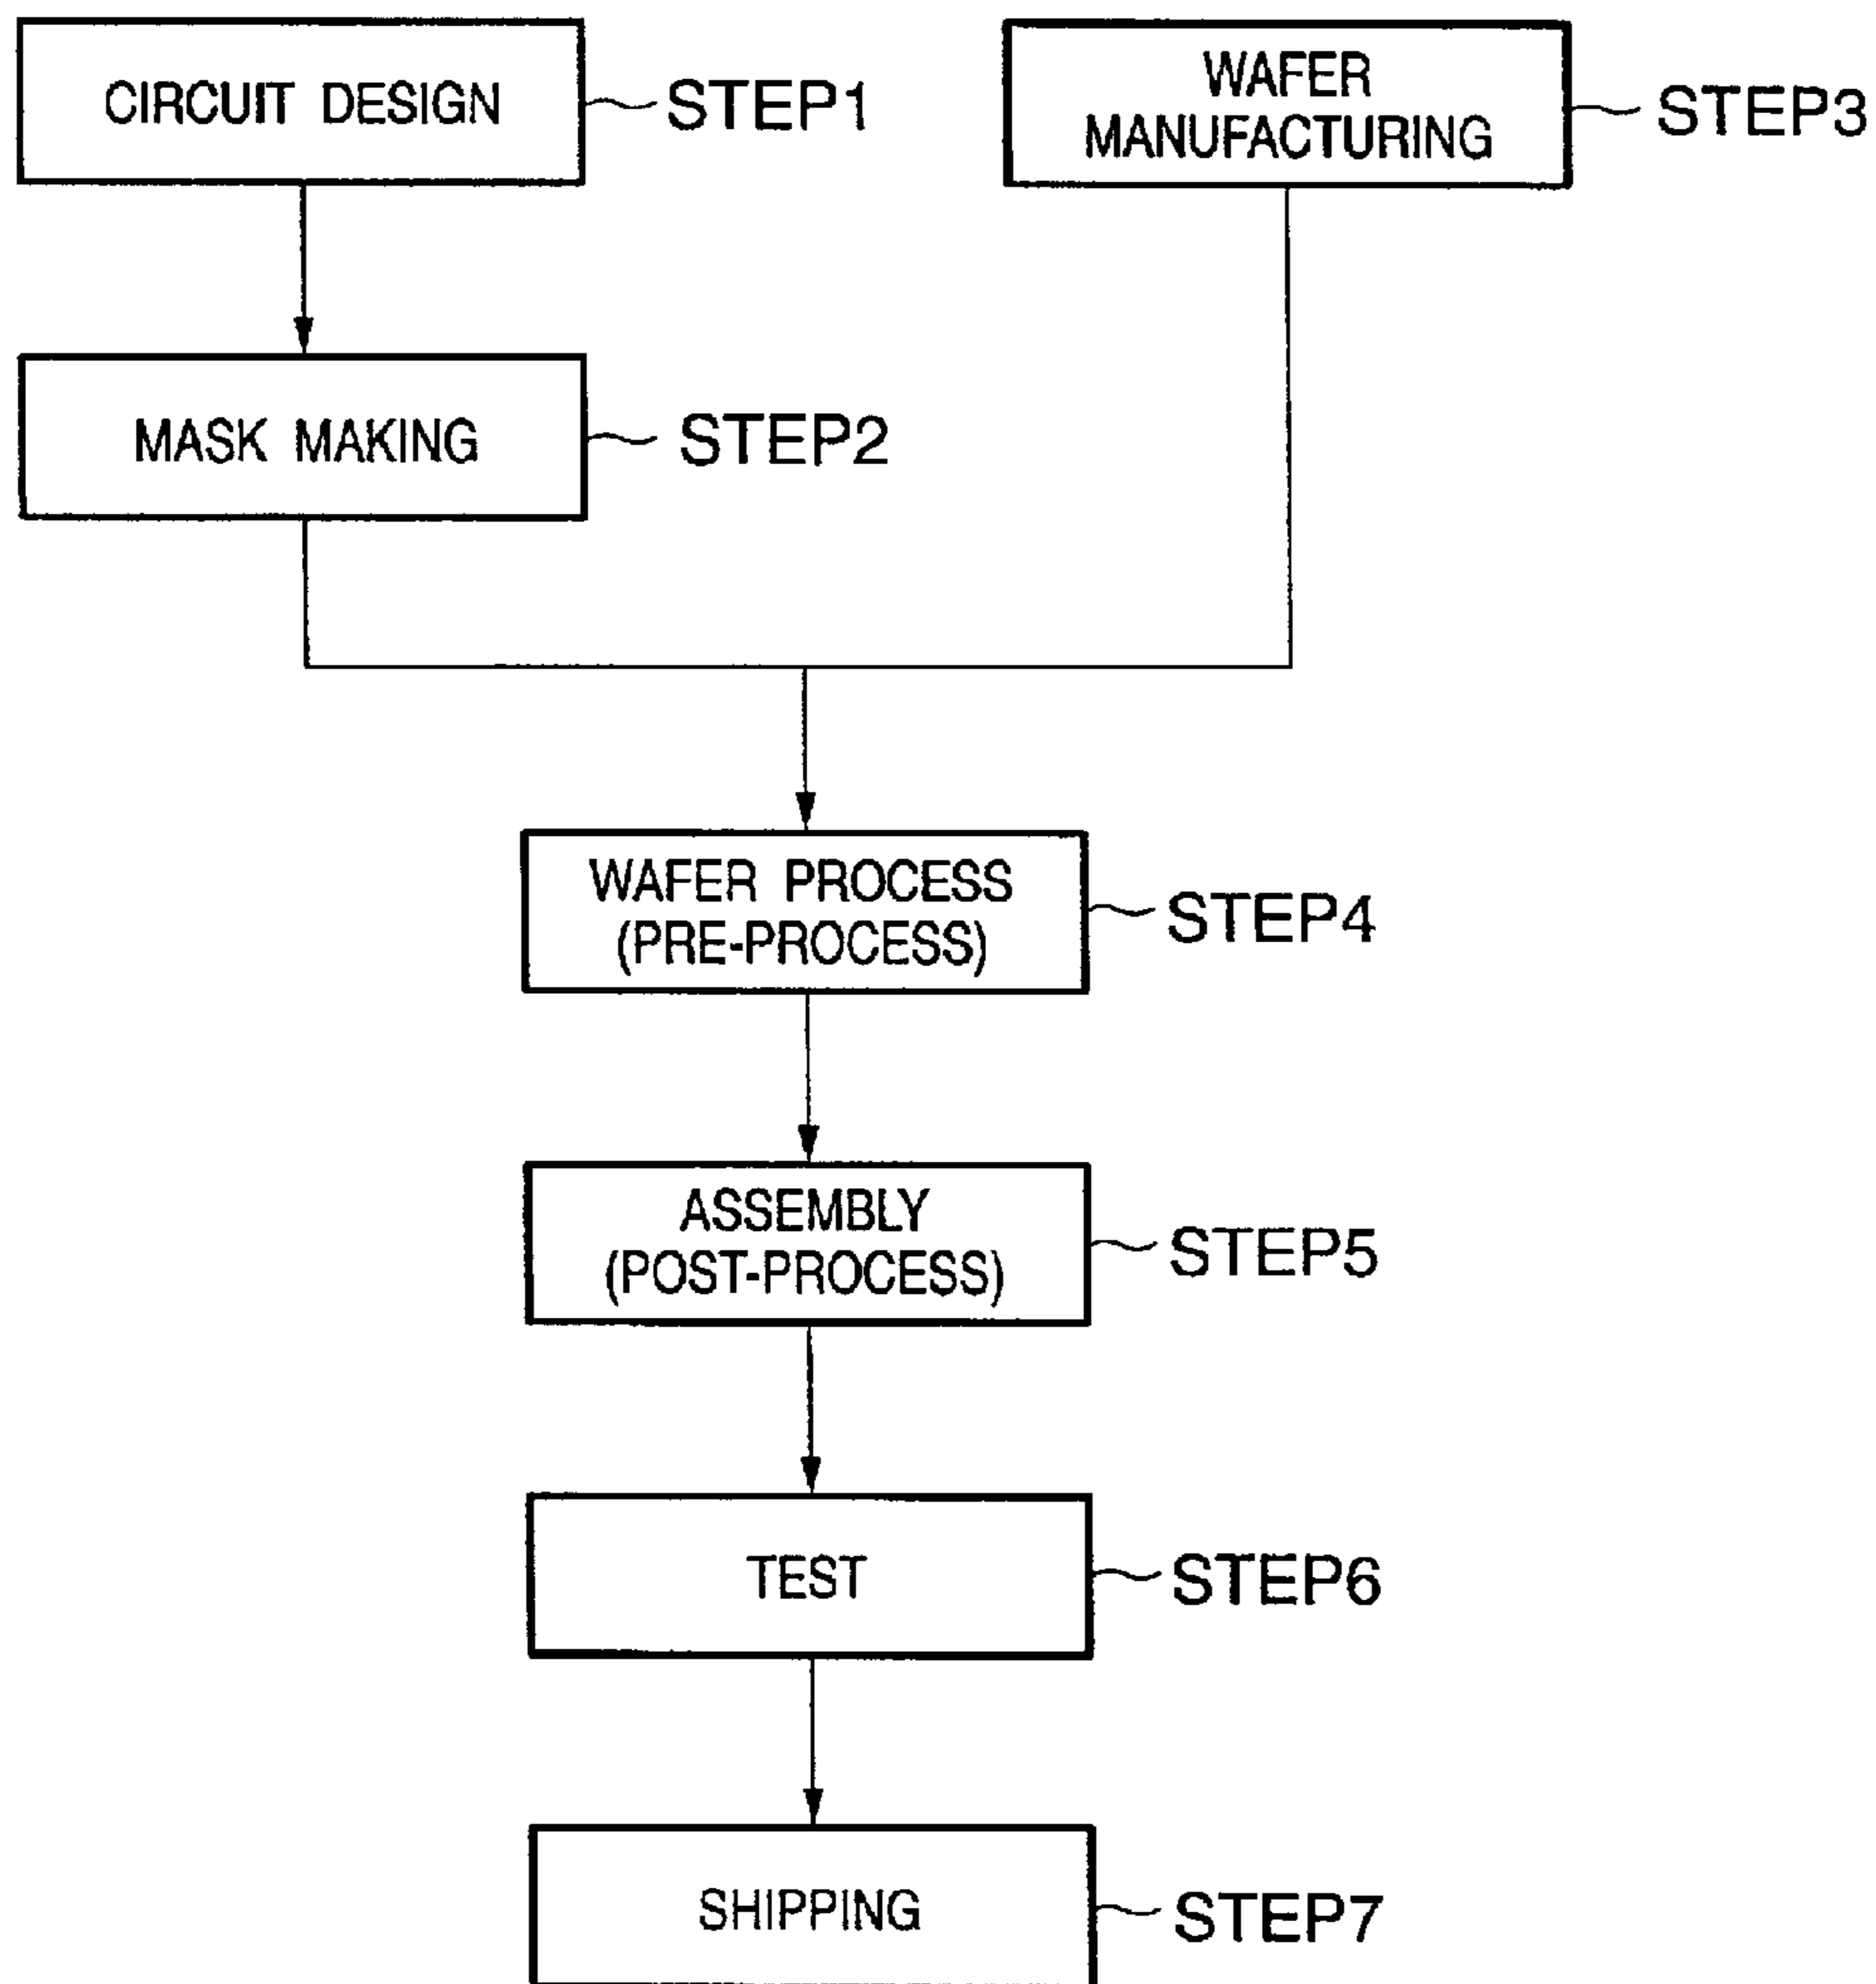 CIRCUIT DESIGN
STEP1
WAFER
MANUFACTURING
STEP3
MASK MAKING
STEP2
WAFER PROCESS
(PRE-PROCESS)
STEP4
ASSEMBLY
(POST-PROCESS)
STEP5
TEST
STEP6
SHIPPING
STEP7